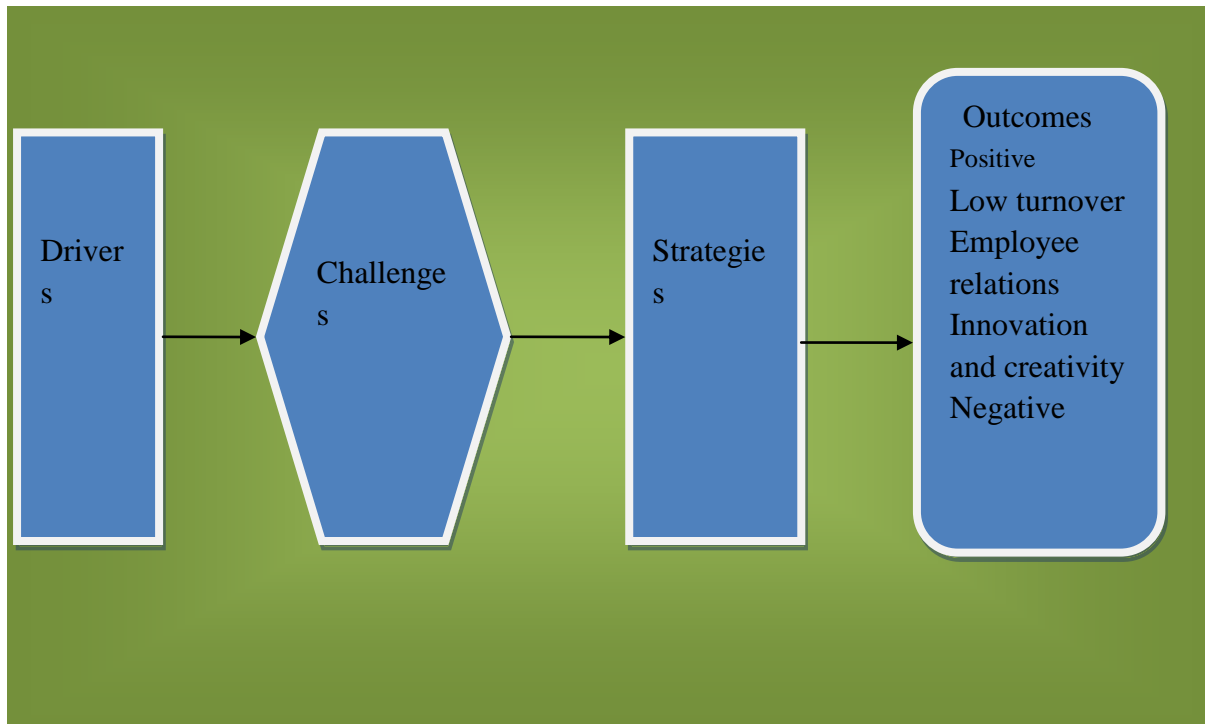 Driver
s
Challenge
s
Strategie
s
Outcomes
Positive
Low turnover
Employee
relations
Innovation
and creativity
Negative